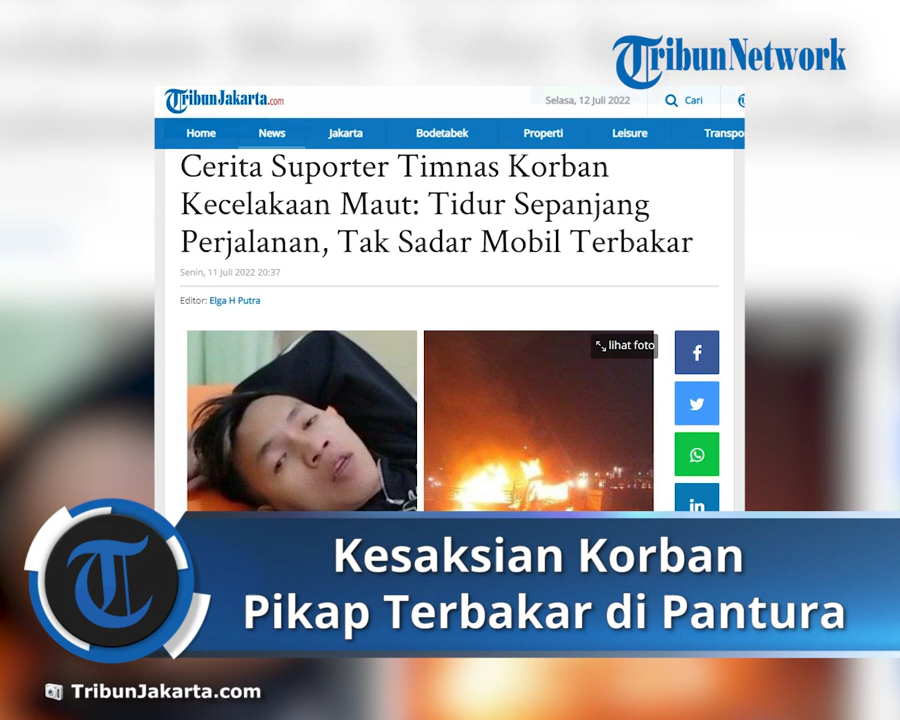 TribunNetwork
TribunJakarta.com
Selasa, 12 Juli 2022
Cari
Home News Jakarta Bodetabek Properti Leisure Transpo
Cerita Suporter Timnas Korban
Kecelakaan Maut: Tidur Sepanjang
Perjalanan, Tak Sadar Mobil Terbakar
Senin, 11 Juli 2022 20:37
Editor: Elga H Putra
lihat foto
Kesaksian Korban
Pikap Terbakar di Pantura
TribunJakarta.com